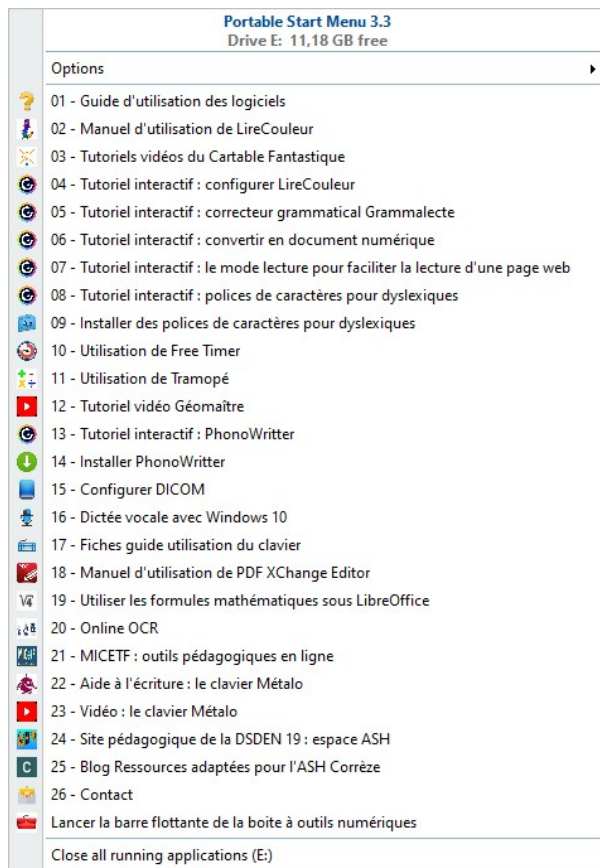 Portable Start Menu 3.3
Drive E: 11,18 GB free
Options
01 - Guide d'utilisation des logiciels
02 - Manuel d'utilisation de LireCouleur
03 - Tutoriels vidéos du Cartable Fantastique
04 - Tutoriel interactif : configurer LireCouleur
05 - Tutoriel interactif : correcteur grammatical Grammalecte
06 - Tutoriel interactif : convertir en document numérique
07 - Tutoriel interactif : le mode lecture pour faciliter la lecture d'une page web
08 - Tutoriel interactif : polices de caractères pour dyslexiques
09 - Installer des polices de caractères pour dyslexiques
10 - Utilisation de Free Timer
11 - Utilisation de Tramopé
12 - Tutoriel vidéo Géomaître
13 - Tutoriel interactif : PhonoWritter
14 - Installer PhonoWritter
15 - Configurer DICOM
16 - Dictée vocale avec Windows 10
17 - Fiches guide utilisation du clavier
18 - Manuel d'utilisation de PDF XChange Editor
19 - Utiliser les formules mathématiques sous LibreOffice
20 - Online OCR
21 - MICETF : outils pédagogiques en ligne
22 - Aide à l'écriture : le clavier Métalo
23 - Vidéo : le clavier Métalo
24 - Site pédagogique de la DSDEN 19 : espace ASH
25 - Blog Ressources adaptées pour l'ASH Corrèze
26 - Contact
Lancer la barre flottante de la boite à outils numériques
Close all running applications (E:)